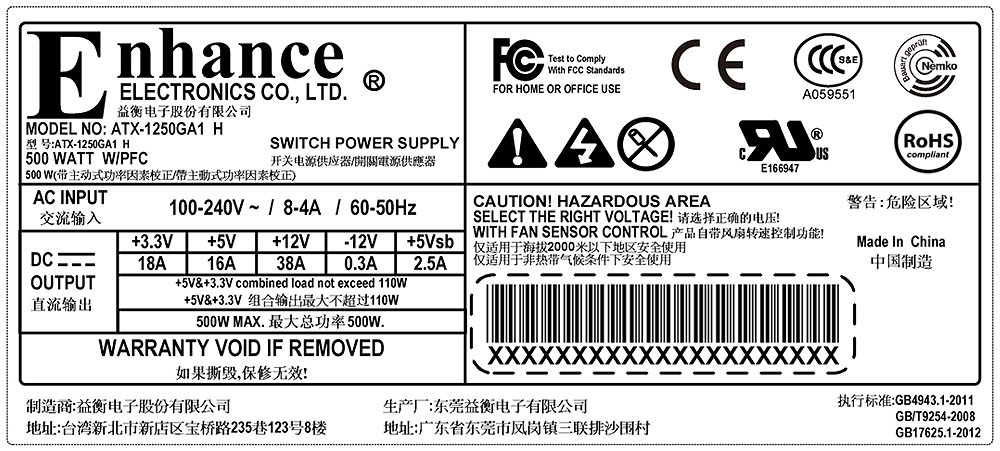 Enhance
ELECTRONICS CO., LTD. ®
益衡电子股份有限公司
MODEL NO: ATX-1250GA1 H
型 号:ATX-1250GA1 H
SWITCH POWER SUPPLY
500 WATT W/PFC
开关电源供应器/開關電源供應器
500 W(带主动式功率因素校正/帶主動式功率因素校正)
FC
Test to Comply
With FCC Standards
FOR HOME OR OFFICE USE
CE
CCC
S&E
A059551
Bauart geprüft
N Nemko
c RU ® US
E166947
RoHS
compliant
AC INPUT
交流输入
100-240V ~ / 8-4A / 60-50Hz
DC
OUTPUT
直流输出
+3.3V +5V +12V -12V +5Vsb
18A 16A 38A 0.3A 2.5A
+5V&+3.3V combined load not exceed 110W
+5V&+3.3V 组合输出最大不超过110W
500W MAX. 最大总功率500W.
WARRANTY VOID IF REMOVED
如果撕毁,保修无效!
CAUTION! HAZARDOUS AREA
警告:危险区域!
SELECT THE RIGHT VOLTAGE! 请选择正确的电压!
WITH FAN SENSOR CONTROL 产品自带风扇转速控制功能!
仅适用于海拔2000米以下地区安全使用
仅适用于非热带气候条件下安全使用
Made In China
中国制造
XXXXXXXXXXXXXXXXXXXX
制造商:益衡电子股份有限公司
地址:台湾新北市新店区宝桥路235巷123号8楼
生产厂:东莞益衡电子有限公司
地址:广东省东莞市凤岗镇三联排沙围村
执行标准:GB4943.1-2011
GB/T9254-2008
GB17625.1-2012